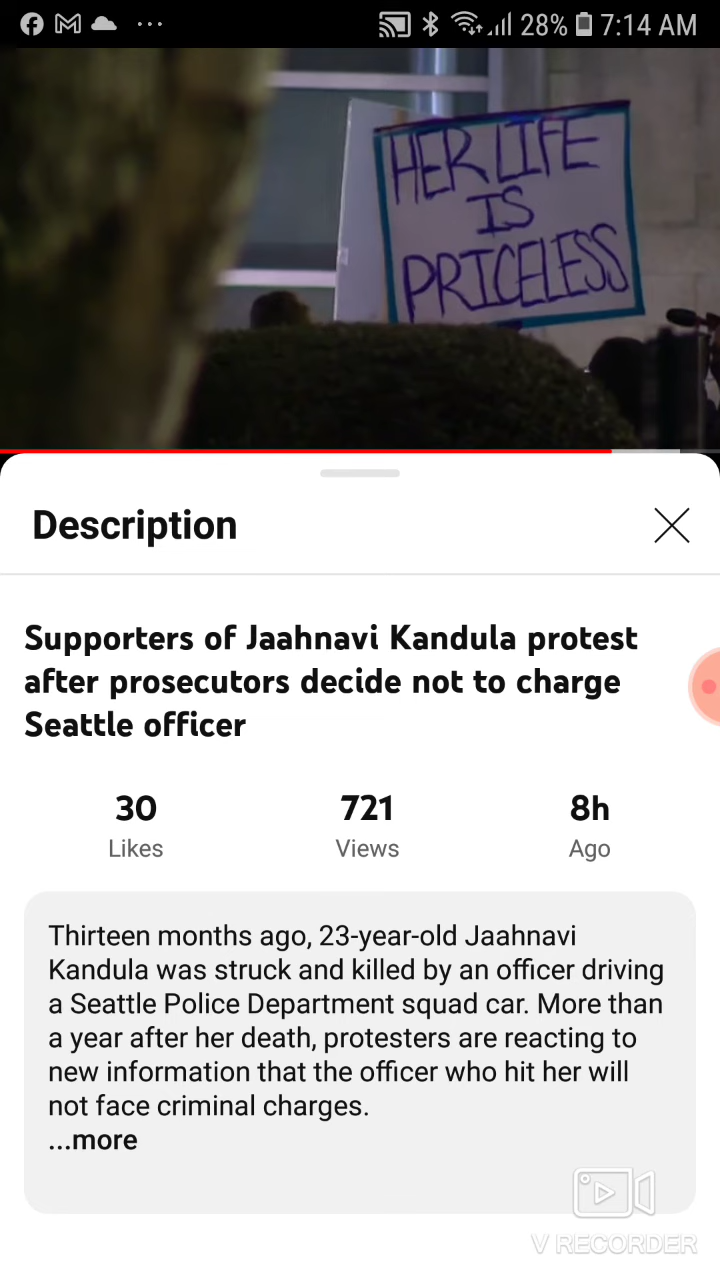 28% 7:14 AM
HER LIFE
IS
PRICELESS
Description
Supporters of Jaahnavi Kandula protest
after prosecutors decide not to charge
Seattle officer
30 721 8h
Likes Views Ago
Thirteen months ago, 23-year-old Jaahnavi
Kandula was struck and killed by an officer driving
a Seattle Police Department squad car. More than
a year after her death, protesters are reacting to
new information that the officer who hit her will
not face criminal charges.
...more
V RECORDER